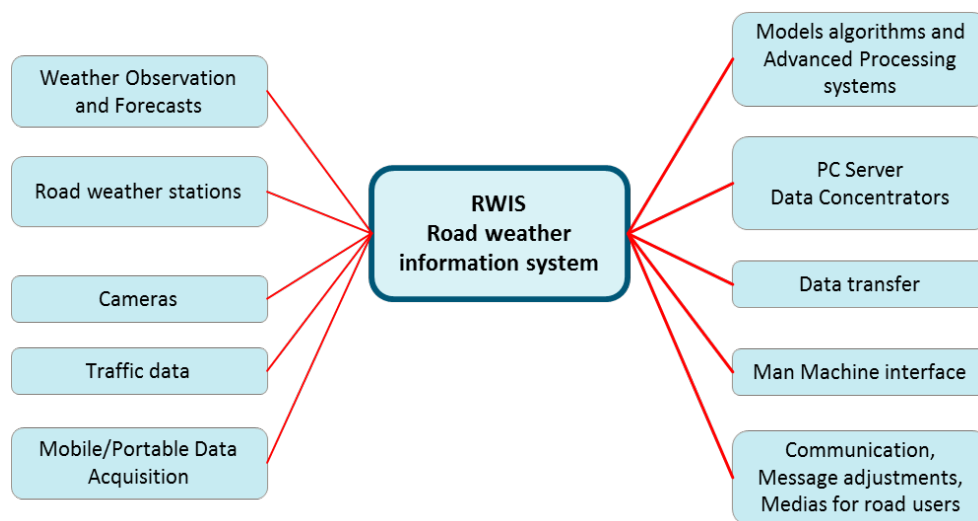 Weather Observation
and Forecasts
Road weather stations
Cameras
Traffic data
Mobile/Portable Data
Acquisition
RWIS
Road weather
information system
Models algorithms and
Advanced Processing
systems
PC Server
Data Concentrators
Data transfer
Man Machine interface
Communication,
Message adjustments,
Medias for road users